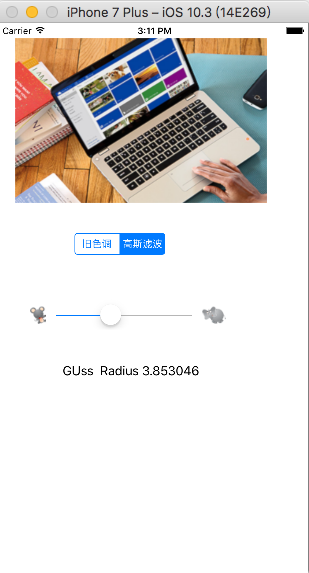 iPhone 7 Plus – iOS 10.3 (14E269)
Carrier 3:11 PM
旧色调 高斯滤波
GUss Radius 3.853046